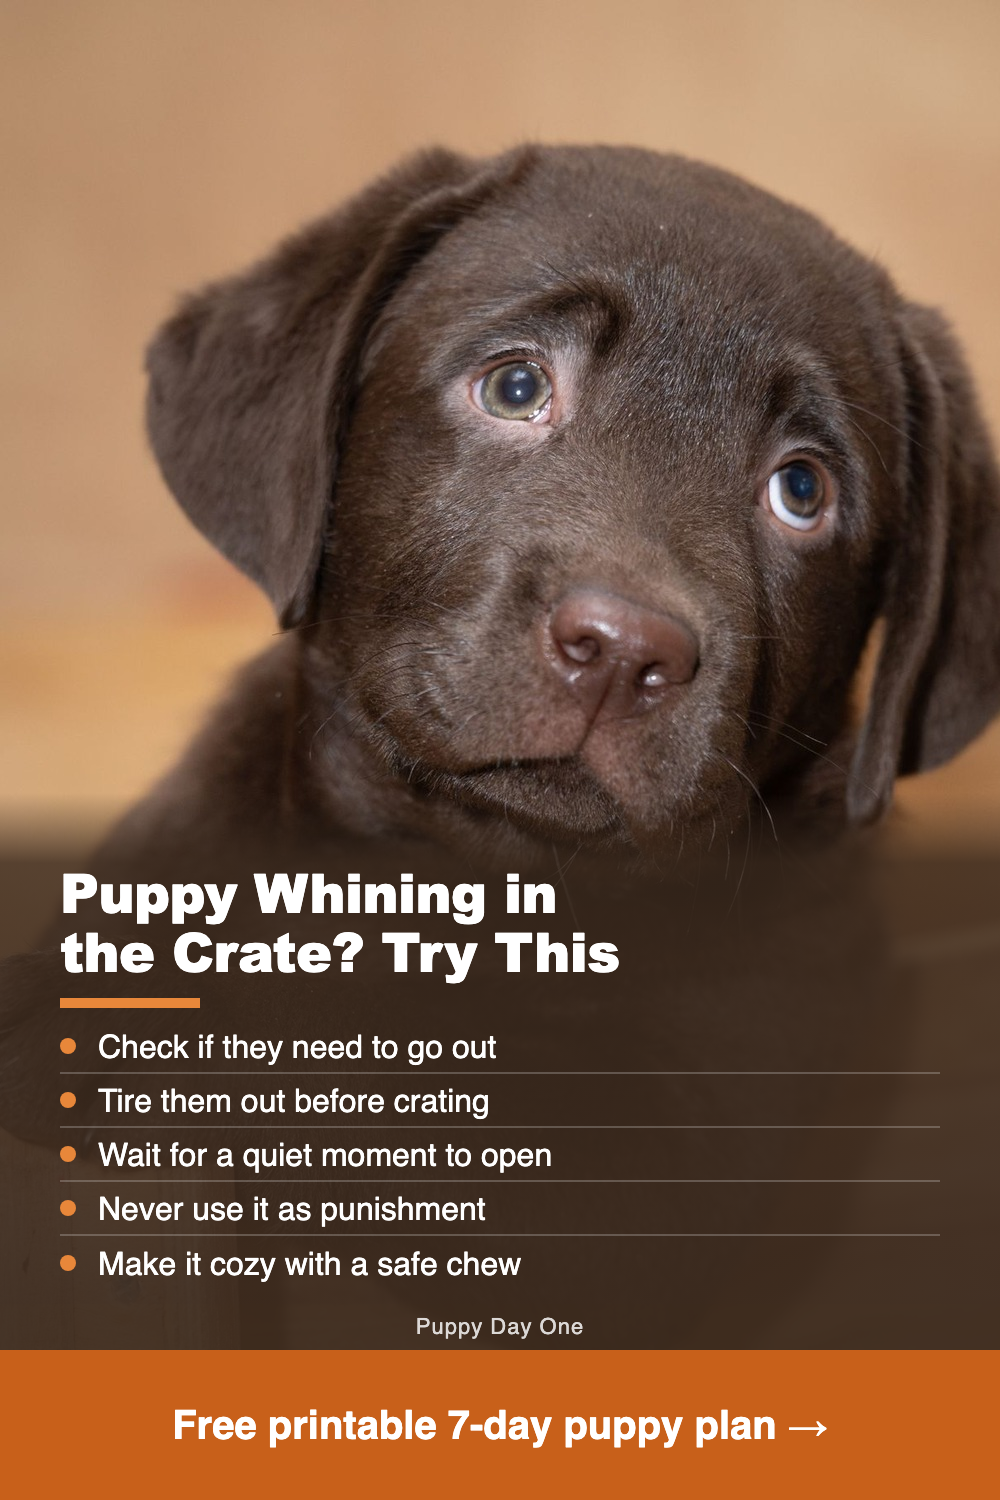 Puppy Whining in
the Crate? Try This
Check if they need to go out
Tire them out before crating
Wait for a quiet moment to open
Never use it as punishment
Make it cozy with a safe chew
Puppy Day One
Free printable 7-day puppy plan →